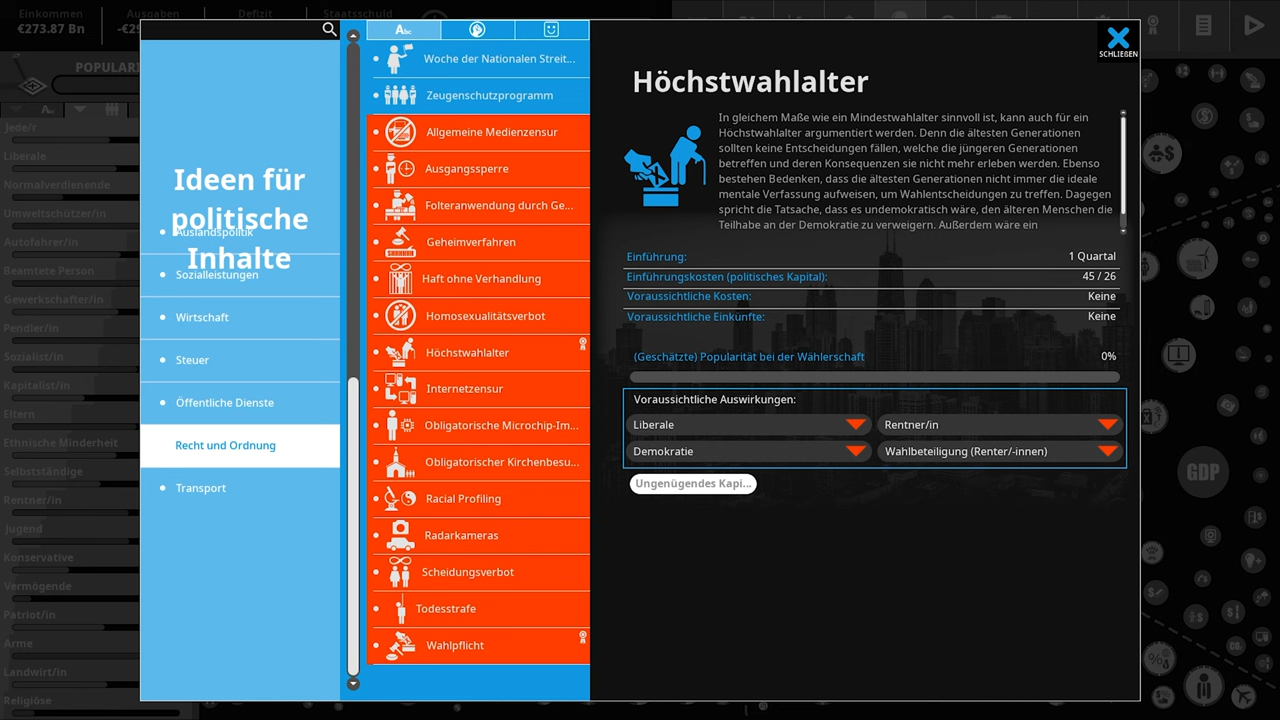 Einkommen
Ausgaben
Defizit
Staatsschuld
€273.87 Bn
SCHLIEßEN
POPULARI
Jede/r
Liberale
Normalverdienende
Umweltschützer/in
Autofahrer/in
Beamtete Person
Gewerkschafter/in
Pendler/in
Sozialist/in
Kapitalist/in
Eltern
Ethnische Minderheit
Selbstständige
Rentner/in
Jugend
Konservative
Vermögende
Patriot/in
Arme
Landwirt/in
Religiöse
Ideen für
politische
Inhalte
Auslandspolitik
Sozialleistungen
Wirtschaft
Steuer
Öffentliche Dienste
Recht und Ordnung
Transport
Abc
Woche der Nationalen Streit...
Zeugenschutzprogramm
Allgemeine Medienzensur
Ausgangssperre
Folteranwendung durch Ge...
Geheimverfahren
Haft ohne Verhandlung
Homosexualitätsverbot
Höchstwahlalter
Internetzensur
Obligatorische Microchip-Im...
Obligatorischer Kirchenbesu...
Racial Profiling
Radarkameras
Scheidungsverbot
Todesstrafe
Wahlpflicht
Höchstwahlalter
In gleichem Maße wie ein Mindestwahlalter sinnvoll ist, kann auch für ein
Höchstwahlalter argumentiert werden. Denn die ältesten Generationen
sollten keine Entscheidungen fällen, welche die jüngeren Generationen
betreffen und deren Konsequenzen sie nicht mehr erleben werden. Ebenso
bestehen Bedenken, dass die ältesten Generationen nicht immer die ideale
mentale Verfassung aufweisen, um Wahlentscheidungen zu treffen. Dagegen
spricht die Tatsache, dass es undemokratisch wäre, den älteren Menschen die
Teilhabe an der Demokratie zu verweigern. Außerdem wäre ein
Einführung: 1 Quartal
Einführungskosten (politisches Kapital): 45 / 26
Voraussichtliche Kosten: Keine
Voraussichtliche Einkünfte: Keine
(Geschätzte) Popularität bei der Wählerschaft 0%
Voraussichtliche Auswirkungen:
Liberale Rentner/in
Demokratie Wahlbeteiligung (Renter/-innen)
Ungenügendes Kapi...
GDP